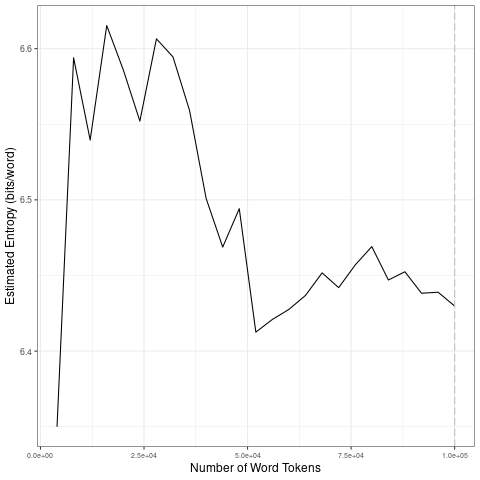 Estimated Entropy (bits/word)
6.6
6.5
6.4
0.0e+00 2.5e+04 5.0e+04 7.5e+04 1.0e+05
Number of Word Tokens